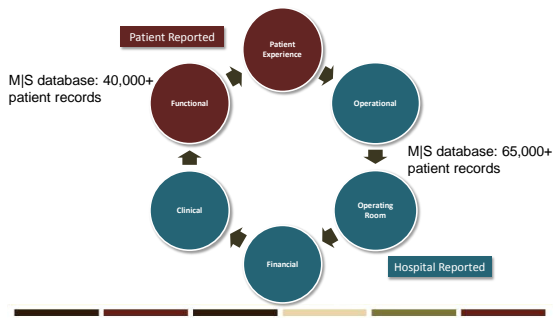 Patient Reported
Patient
Experience
M|S database: 40,000+
patient records
Functional
Operational
M|S database: 65,000+
patient records
Clinical
Operating
Room
Financial
Hospital Reported